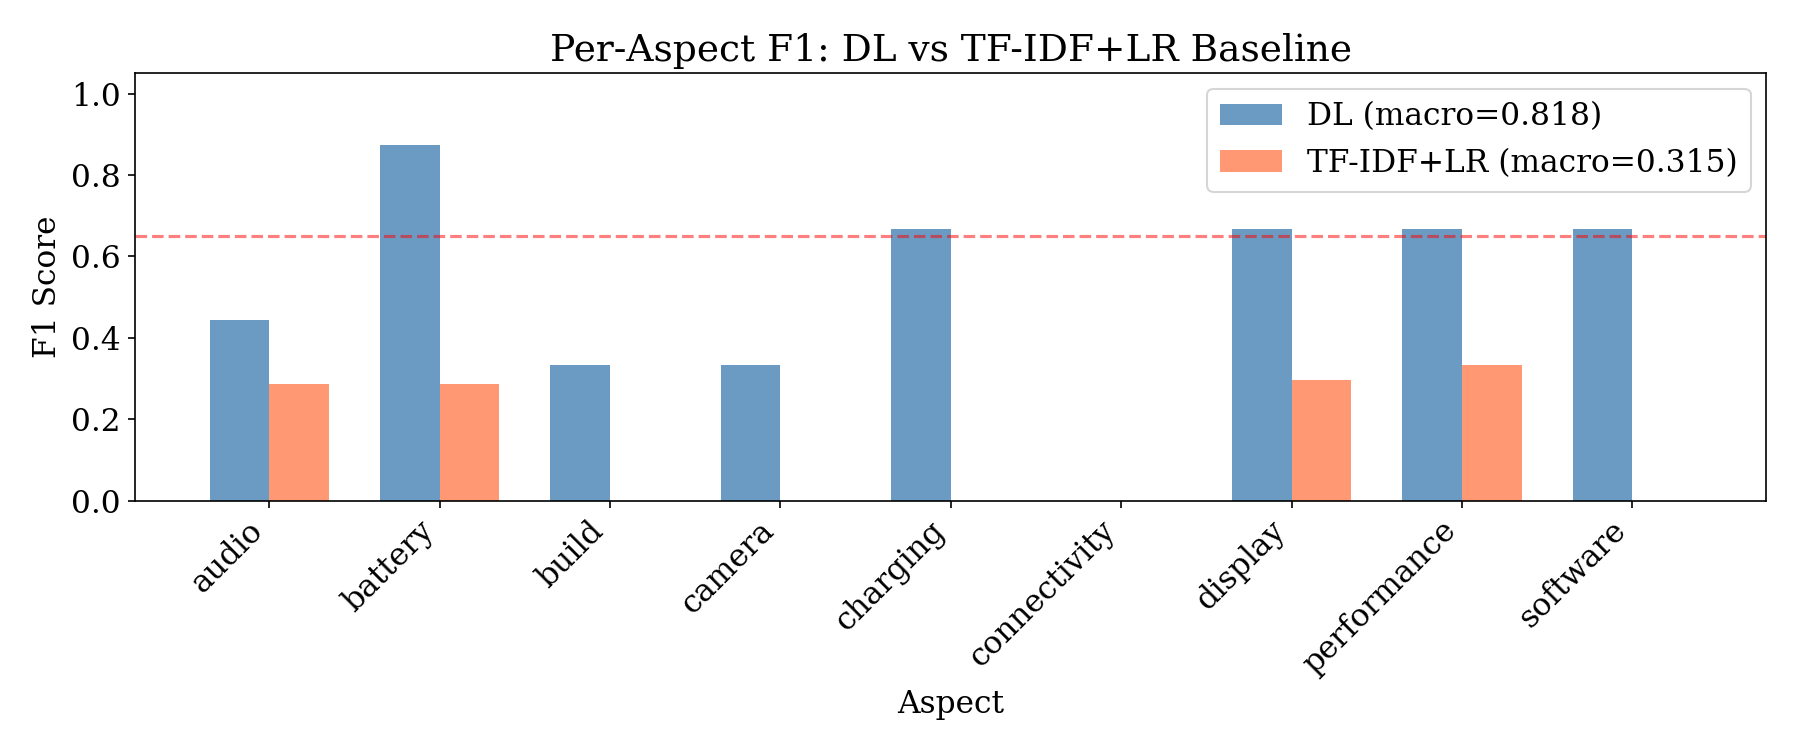 Per-Aspect F1: DL vs TF-IDF+LR Baseline
DL (macro=0.818)
TF-IDF+LR (macro=0.315)
F1 Score
1.0
0.8
0.6
0.4
0.2
0.0
audio
battery
build
camera
charging
connectivity
display
performance
software
Aspect